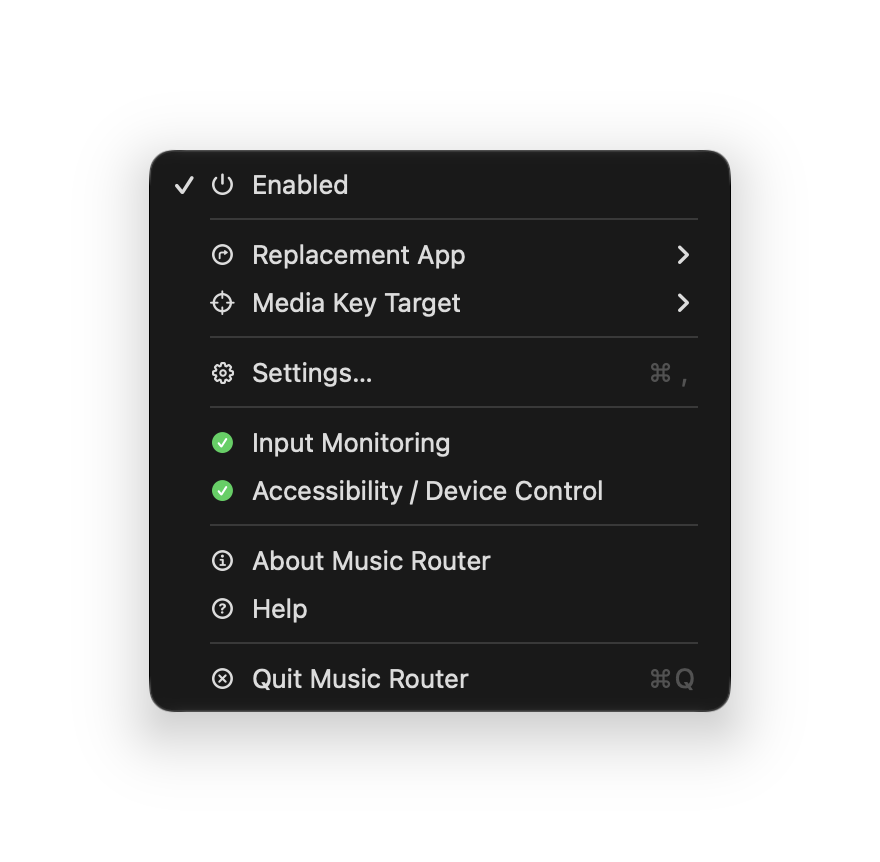 Enabled
Replacement App
Media Key Target
Settings... ⌘ ,
Input Monitoring
Accessibility / Device Control
About Music Router
Help
Quit Music Router ⌘Q